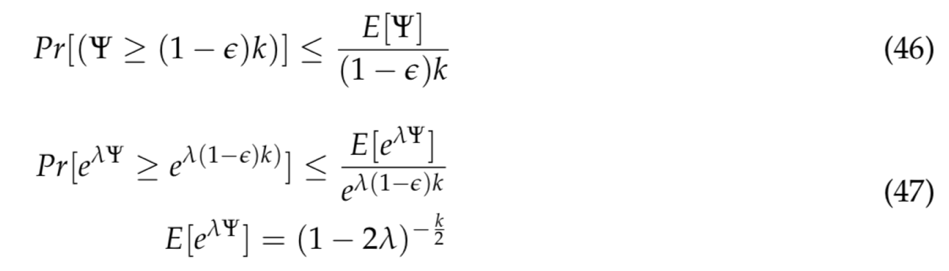 Pr[(Ψ ≥ (1 − ϵ)k)] ≤ E[Ψ] / (1 − ϵ)k (46)
Pr[e^{λΨ} ≥ e^{λ(1−ϵ)k)}] ≤ E[e^{λΨ}] / e^{λ(1−ϵ)k} (47)
E[e^{λΨ}] = (1 − 2λ)^{−k/2}